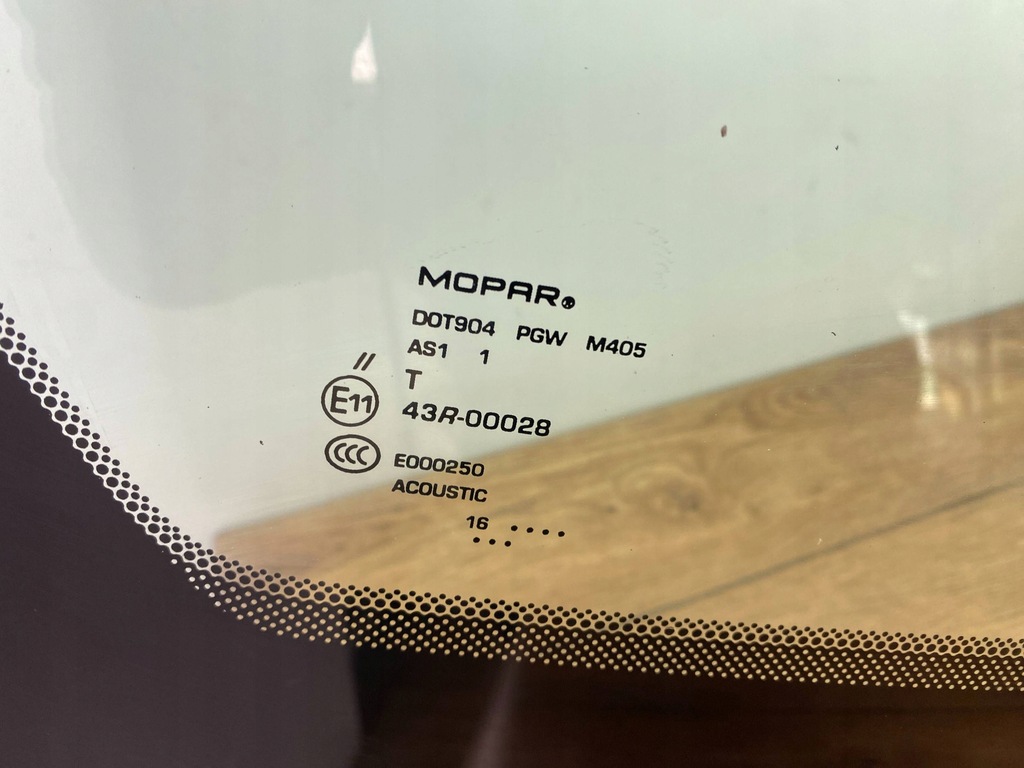 MOPAR®
DOT904 PGW M405
AS1 1
// T
E11 43R-00028
CCC E000250
ACOUSTIC
16 ....
...